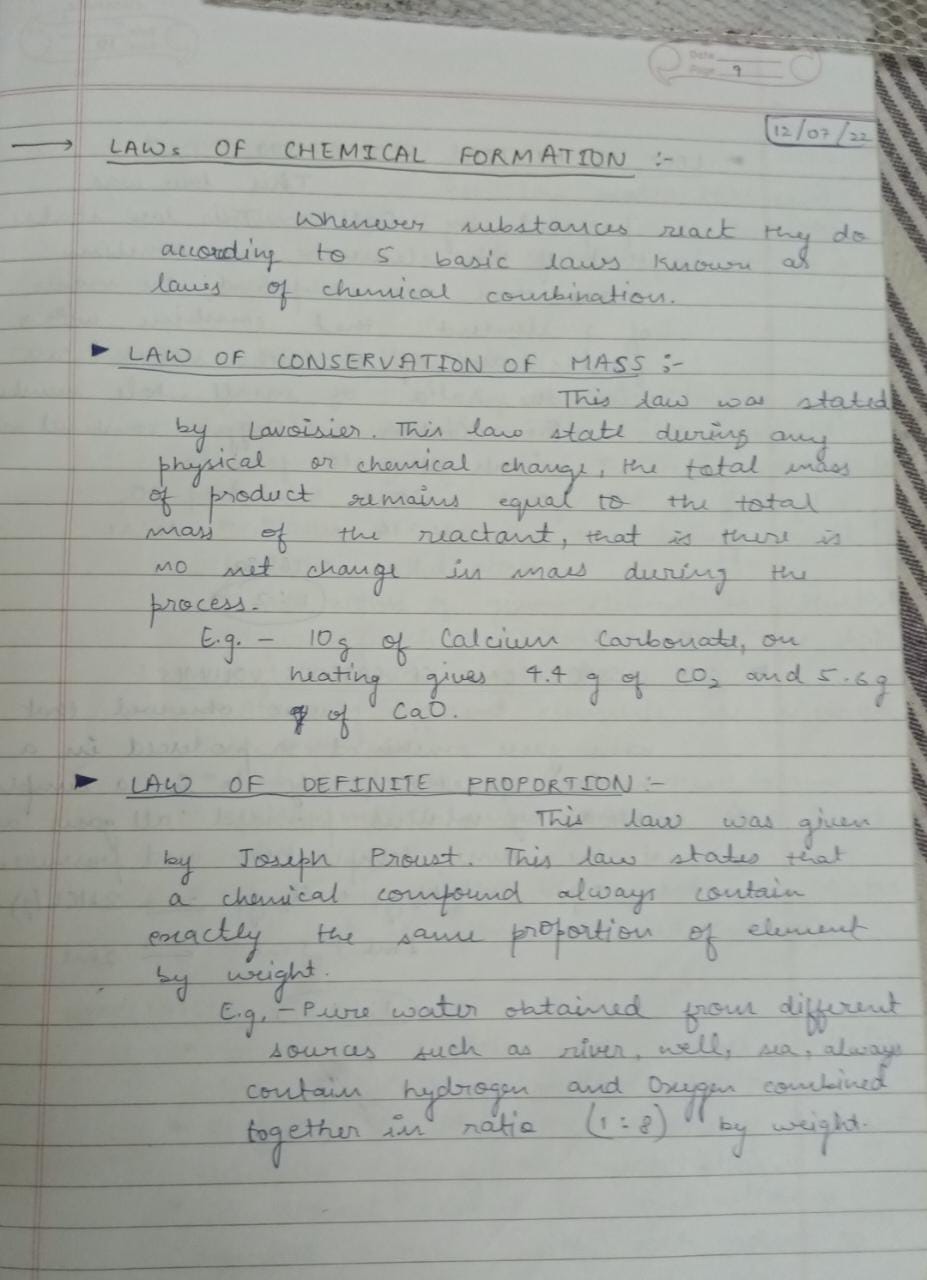 Date
Page 9
12/07/22
→ LAWs OF CHEMICAL FORMATION :-
Whenever substances react they do
according to 5 basic laws known as
laws of chemical combination.
► LAW OF CONSERVATION OF MASS :-
This law was stated
by Lavoisier. This law state during any
physical or chemical change, the total mass
of product remains equal to the total
mass of the reactant, that is there is
no net change in mass during the
process.
E.g. - 10g of Calcium Carbonate, on
heating gives 4.4 g of CO₂ and 5.6g
of CaO.
► LAW OF DEFINITE PROPORTION :-
This law was given
by Joseph Proust. This law states that
a chemical compound always contain
exactly the same proportion of element
by weight.
E.g. - Pure water obtained from different
sources such as river, well, sea, always
contain hydrogen and Oxygen combined
together in ratio (1:8) by weight.